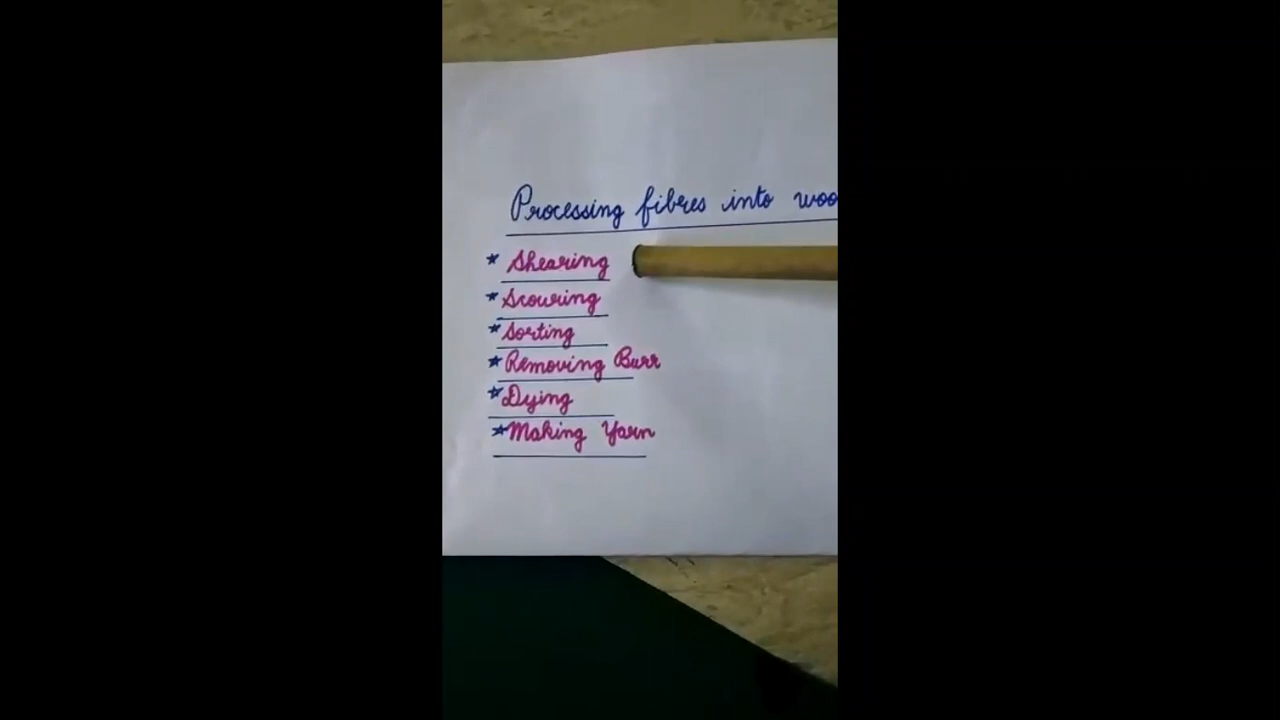 Processing fibres into woo
* Shearing
* Scouring
* Sorting
* Removing Burr
* Dying
* Making Yarn